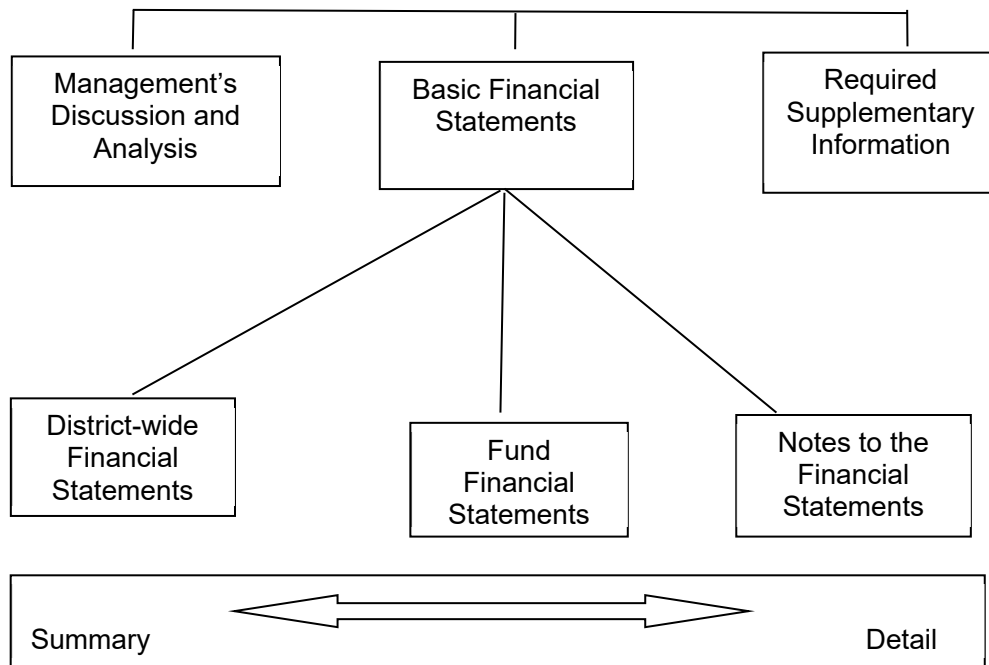 Management’s
Discussion and
Analysis
Basic Financial
Statements
Required
Supplementary
Information
District-wide
Financial
Statements
Fund
Financial
Statements
Notes to the
Financial
Statements
Summary
Detail